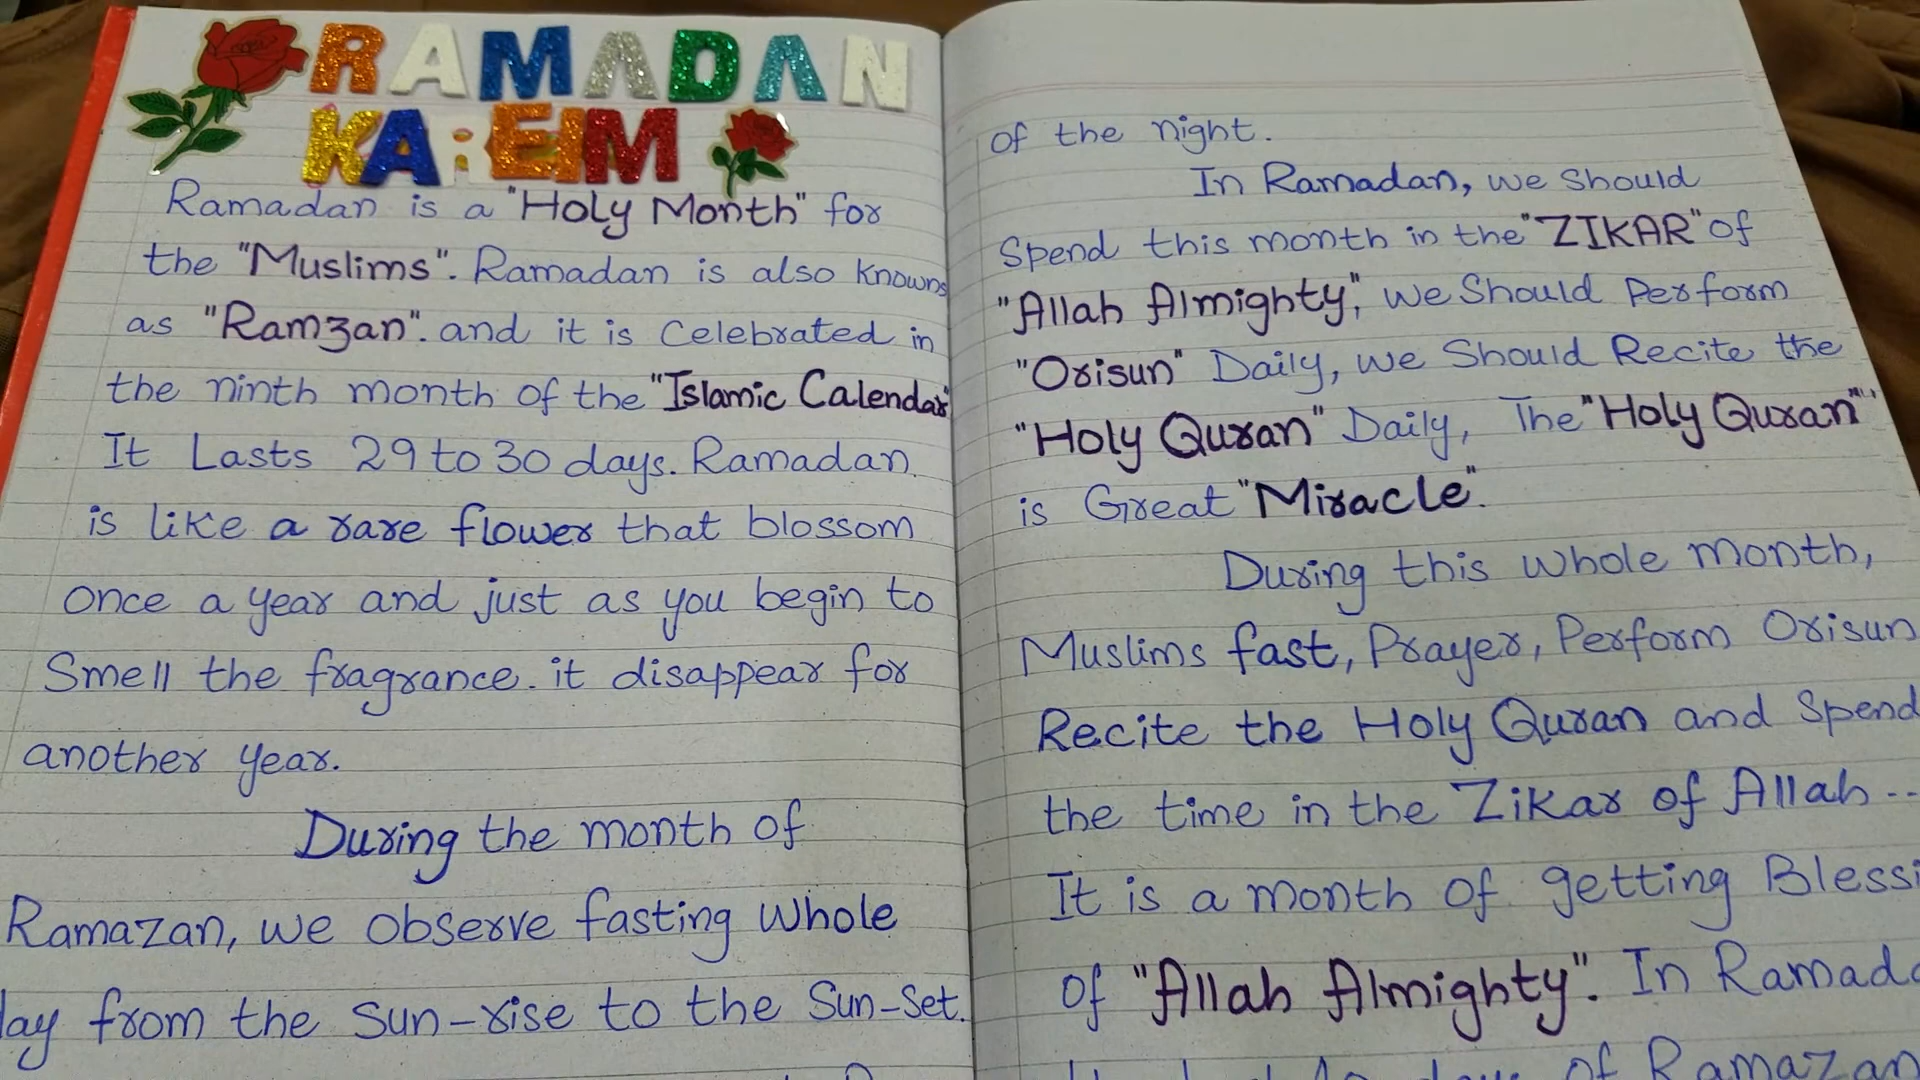 RAMADAN
KAREEM
Ramadan is a "Holy Month" for
the "Muslims". Ramadan is also knowns
as "Ramzan". and it is Celebrated in
the ninth month of the "Islamic Calendar"
It Lasts 29 to 30 days. Ramadan
is like a rare flower that blossom
once a year and just as you begin to
Smell the fragrance. it disappear for
another year.
During the month of
Ramazan, we observe fasting whole
day from the Sun-rise to the Sun-Set.
of the night.
In Ramadan, we should
Spend this month in the "ZIKAR" of
"Allah Almighty", we Should Perform
"Orisun" Daily, we Should Recite the
"Holy Quran" Daily, The "Holy Quran"
is Great "Miracle".
During this whole month,
Muslims fast, Prayer, Perform Orisun
Recite the Holy Quran and Spend
the time in the Zikar of Allah--
It is a month of getting Blessi
of "Allah Almighty". In Ramada
of Ramazan